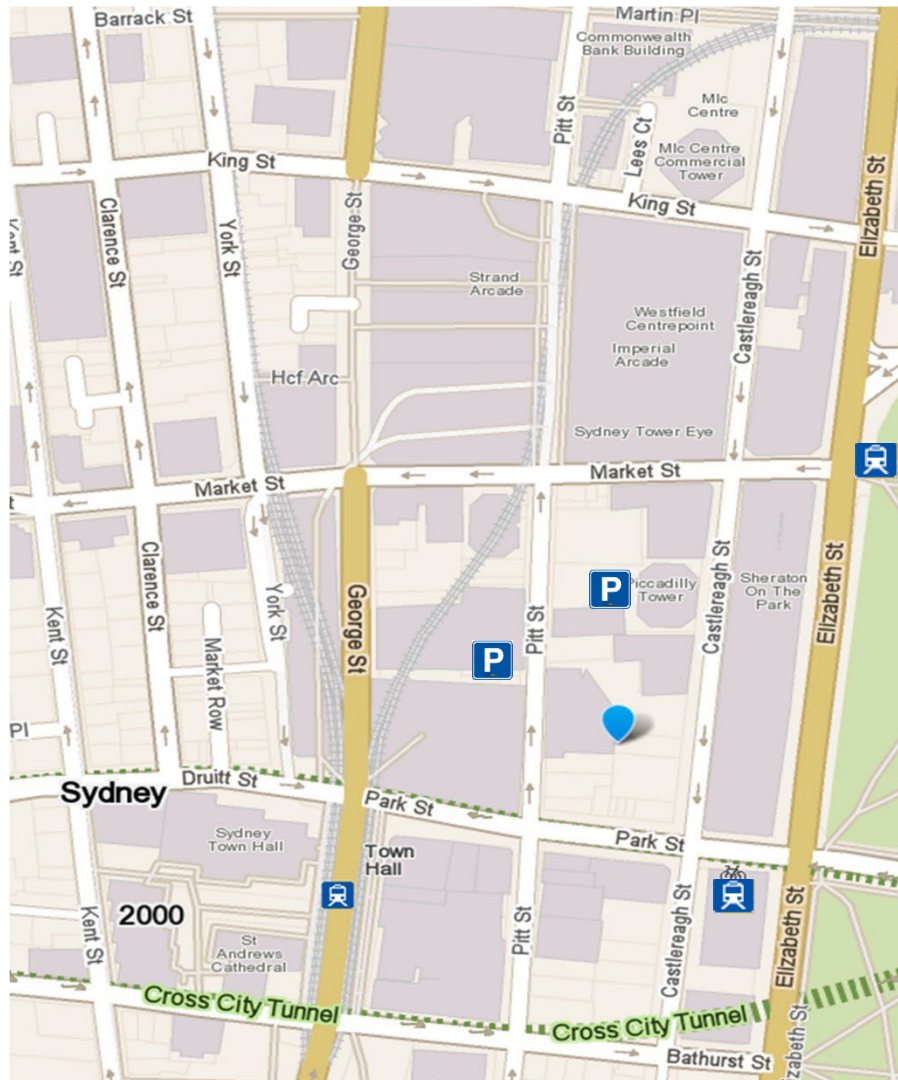 Barrack St
Martin Pl
Commonwealth
Bank Building
Pitt St
Mlc
Centre
Lees Ct
Mlc Centre
Commercial
Tower
King St
King St
Clarence St
York St
George St
Elizabeth St
Kent St
Strand
Arcade
Castlereagh St
Westfield
Centrepoint
Imperial
Arcade
Hcf Arc
Sydney Tower Eye
Market St
Market St
Clarence St
York St
George St
Pitt St
P
Piccadilly
Tower
Castlereagh St
Sheraton
On The
Park
Elizabeth St
Kent St
Market Row
P
Pl
Druitt St
Sydney
Park St
Park St
Sydney
Town Hall
Town
Hall
2000
Kent St
St
Andrews
Cathedral
Pitt St
Castlereagh St
Elizabeth St
Cross City Tunnel
Cross City Tunnel
Bathurst St
zabeth St